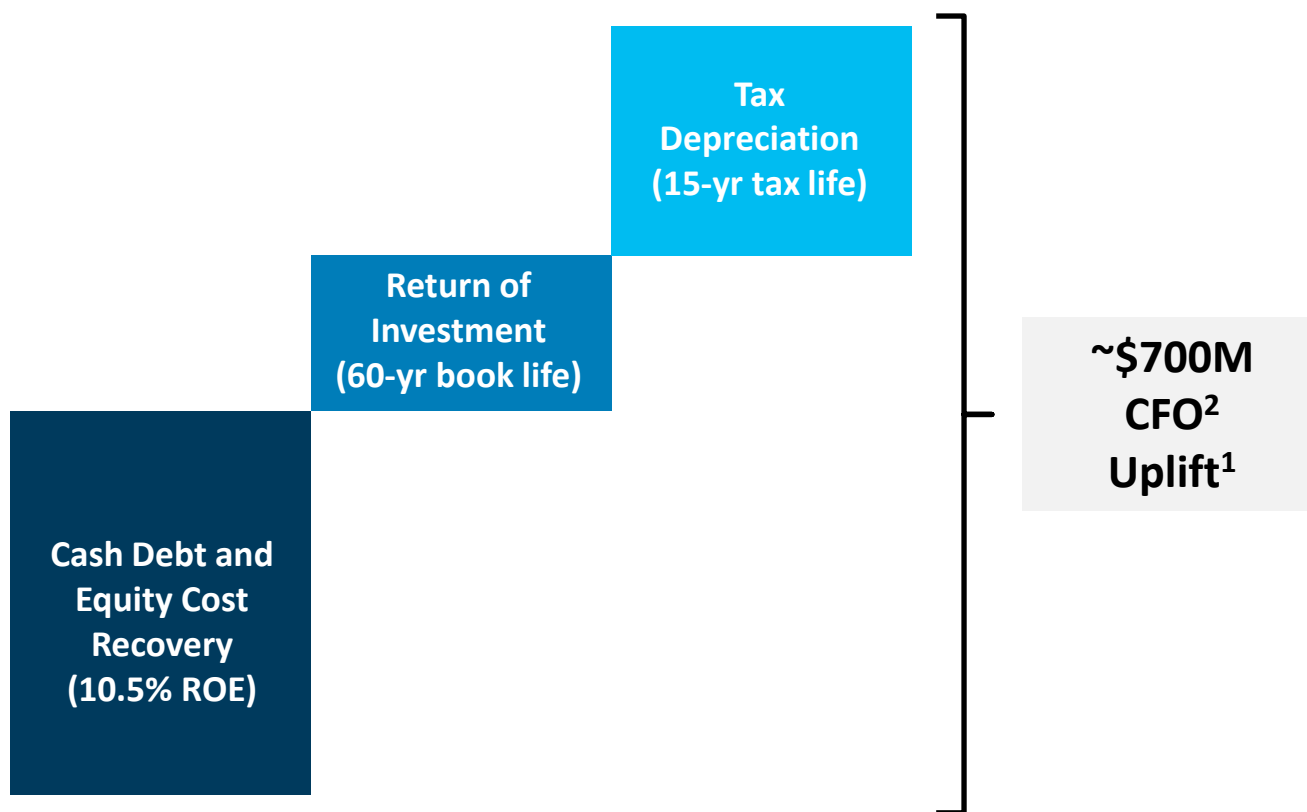 Tax
Depreciation
(15-yr tax life)
Return of
Investment
(60-yr book life)
Cash Debt and
Equity Cost
Recovery
(10.5% ROE)
~$700M
CFO²
Uplift¹